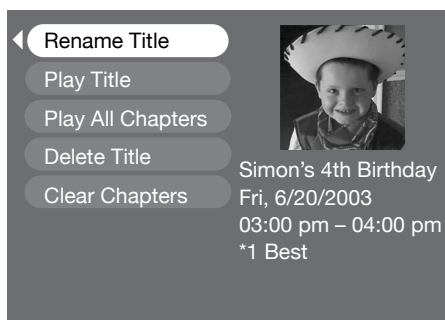 Rename Title
Play Title
Play All Chapters
Delete Title
Clear Chapters
Simon's 4th Birthday
Fri, 6/20/2003
03:00 pm – 04:00 pm
*1 Best